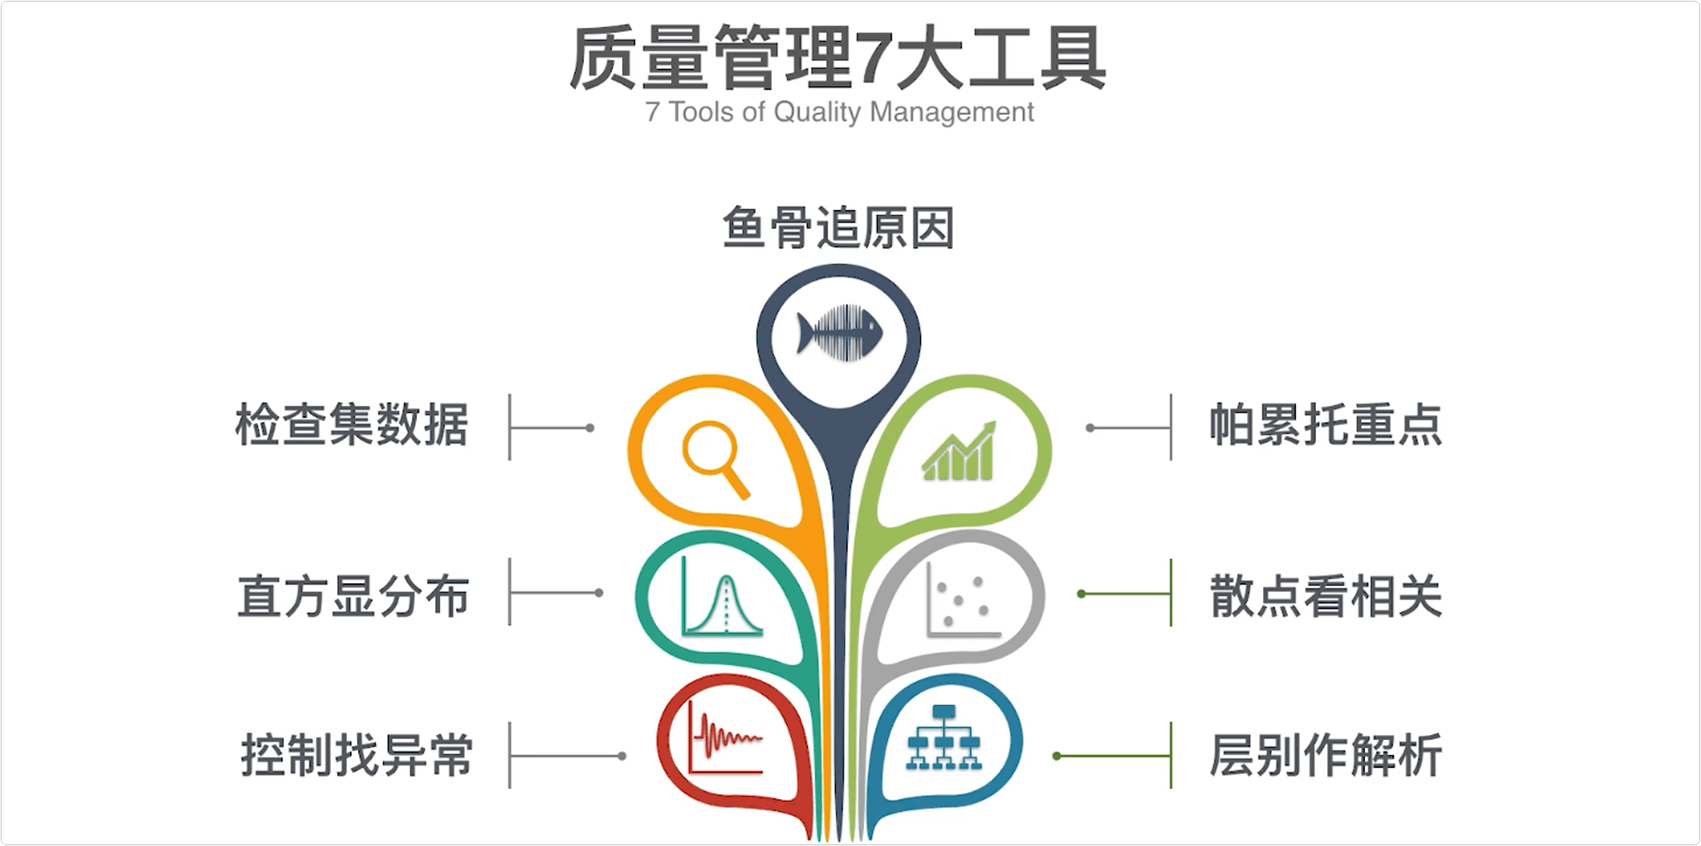 质量管理7大工具
7 Tools of Quality Management
鱼骨追原因
检查集数据
帕累托重点
直方显分布
散点看相关
控制找异常
层别作解析